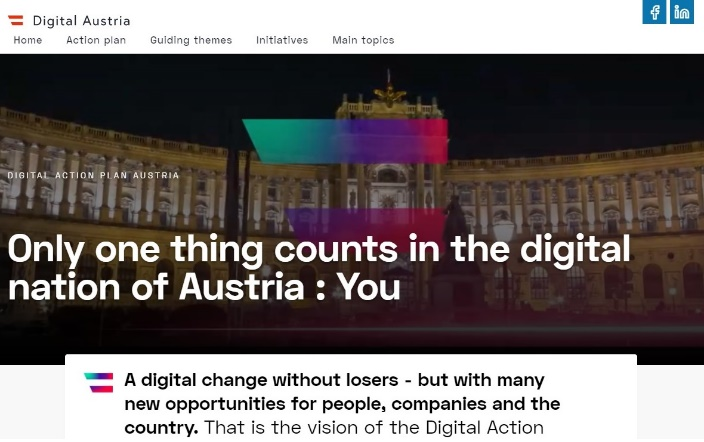 Digital Austria
Home Action plan Guiding themes Initiatives Main topics
DIGITAL ACTION PLAN AUSTRIA
Only one thing counts in the digital
nation of Austria : You
A digital change without losers - but with many
new opportunities for people, companies and the
country. That is the vision of the Digital Action